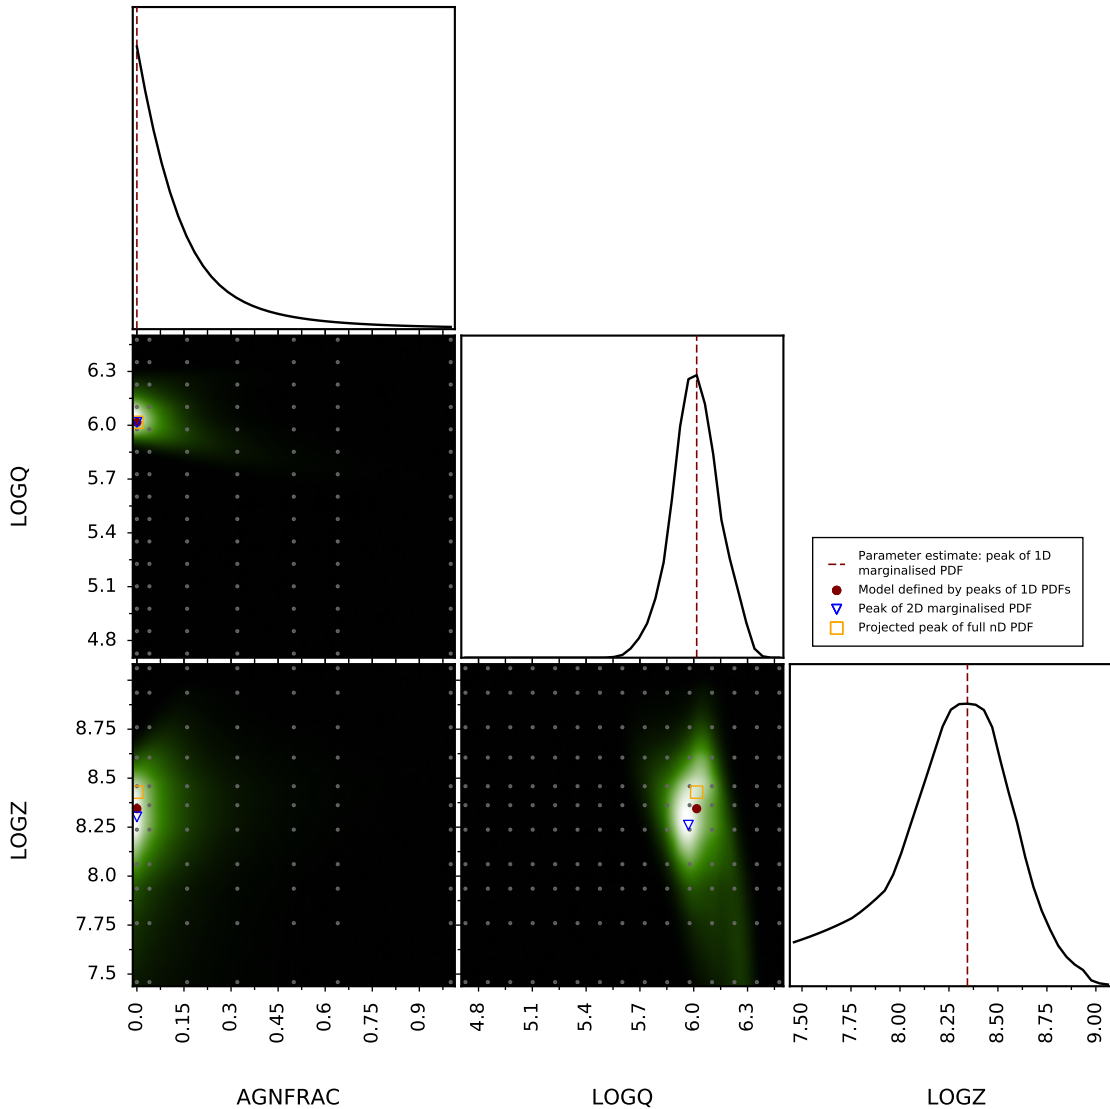 6.3
6.0
5.7
5.4
5.1
4.8
LOGQ
Parameter estimate: peak of 1D
marginalised PDF
Model defined by peaks of 1D PDFs
Peak of 2D marginalised PDF
Projected peak of full nD PDF
8.75
8.5
8.25
8.0
7.75
7.5
LOGZ
0.0 0.15 0.3 0.45 0.6 0.75 0.9
4.8 5.1 5.4 5.7 6.0 6.3
7.50 7.75 8.00 8.25 8.50 8.75 9.00
AGNFRAC LOGQ LOGZ